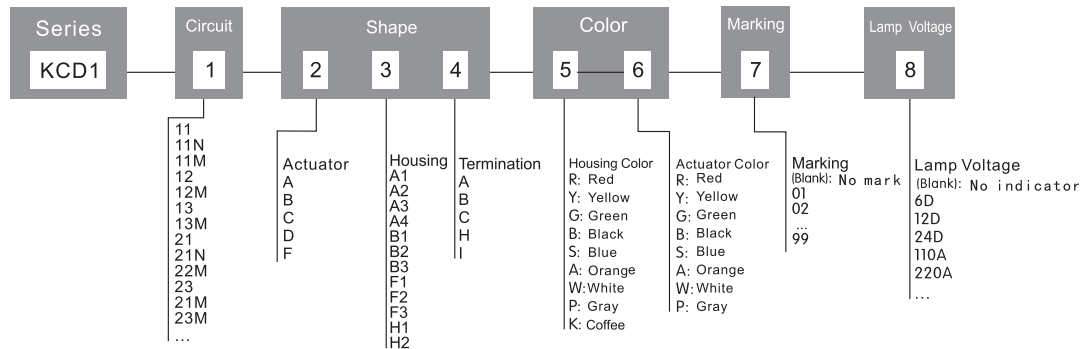 Series
Circuit
Shape
Color
Marking
Lamp Voltage
KCD1
1
2
3
4
5
6
7
8
11
11N
11M
12
12M
13
13M
21
21N
22M
23
21M
23M
...
Actuator
A
B
C
D
F
Housing
A1
A2
A3
A4
B1
B2
B3
F1
F2
F3
H1
H2
Termination
A
B
C
H
I
Housing Color
R: Red
Y: Yellow
G: Green
B: Black
S: Blue
A: Orange
W:White
P: Gray
K: Coffee
Actuator Color
R: Red
Y: Yellow
G: Green
B: Black
S: Blue
A: Orange
W:White
P: Gray
Marking
(Blank): No mark
01
02
...
99
Lamp Voltage
(Blank): No indicator
6D
12D
24D
110A
220A
...